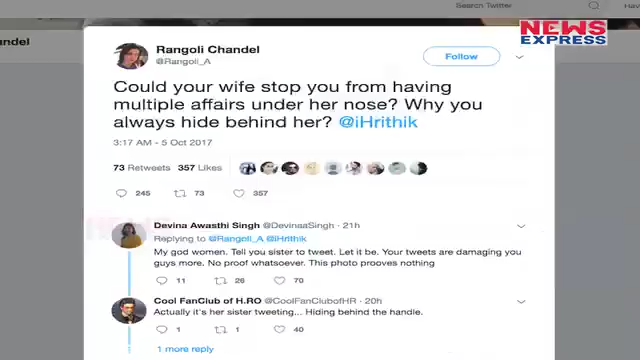 Search Twitter
Hav
NEWS
EXPRESS
andel
Rangoli Chandel
@Rangoli_A
Follow
Could your wife stop you from having
multiple affairs under her nose? Why you
always hide behind her? @iHrithik
3:17 AM - 5 Oct 2017
73 Retweets 357 Likes
245 73 357
Devina Awasthi Singh @DevinaaSingh · 21h
Replying to @Rangoli_A @iHrithik
My god women. Tell you sister to tweet. Let it be. Your tweets are damaging you
guys more. No proof whatsoever. This photo prooves nothing
11 26 70
Cool FanClub of H.RO @CoolFanClubofHR · 20h
Actually it's her sister tweeting... Hiding behind the handle.
1 1 40
1 more reply